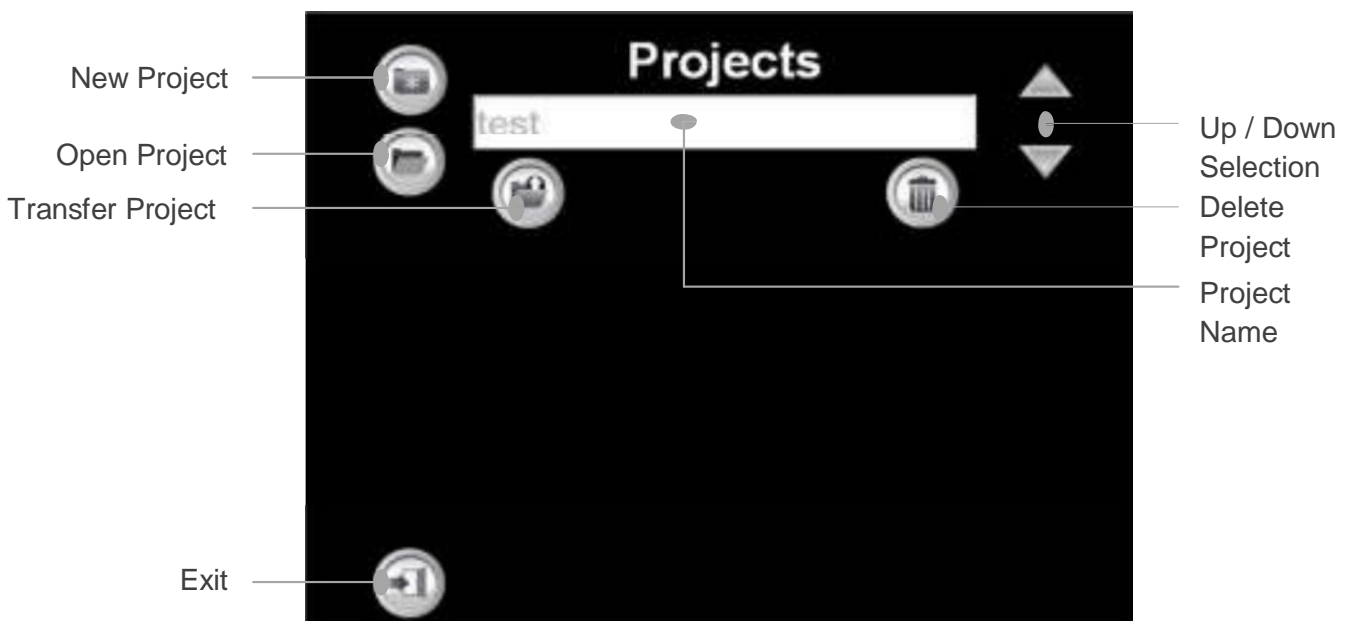 Projects
New Project
test
Open Project
Transfer Project
Up / Down
Selection
Delete
Project
Project
Name
Exit